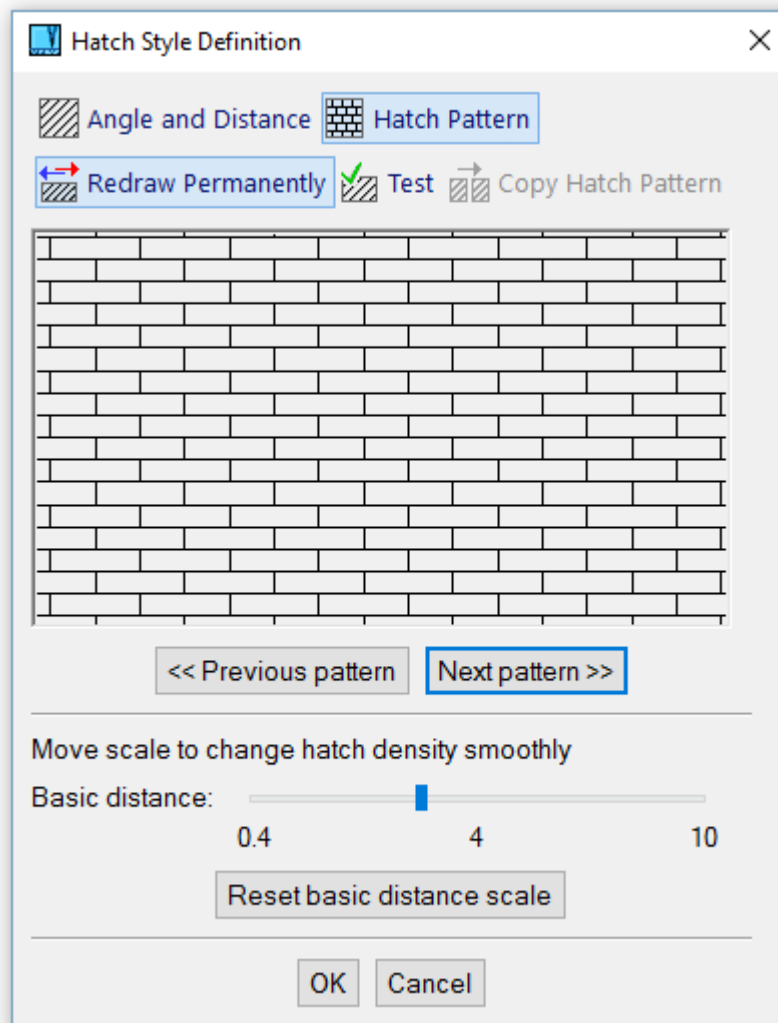 Hatch Style Definition
Angle and Distance Hatch Pattern
Redraw Permanently Test Copy Hatch Pattern
<< Previous pattern Next pattern >>
Move scale to change hatch density smoothly
Basic distance:
0.4 4 10
Reset basic distance scale
OK Cancel